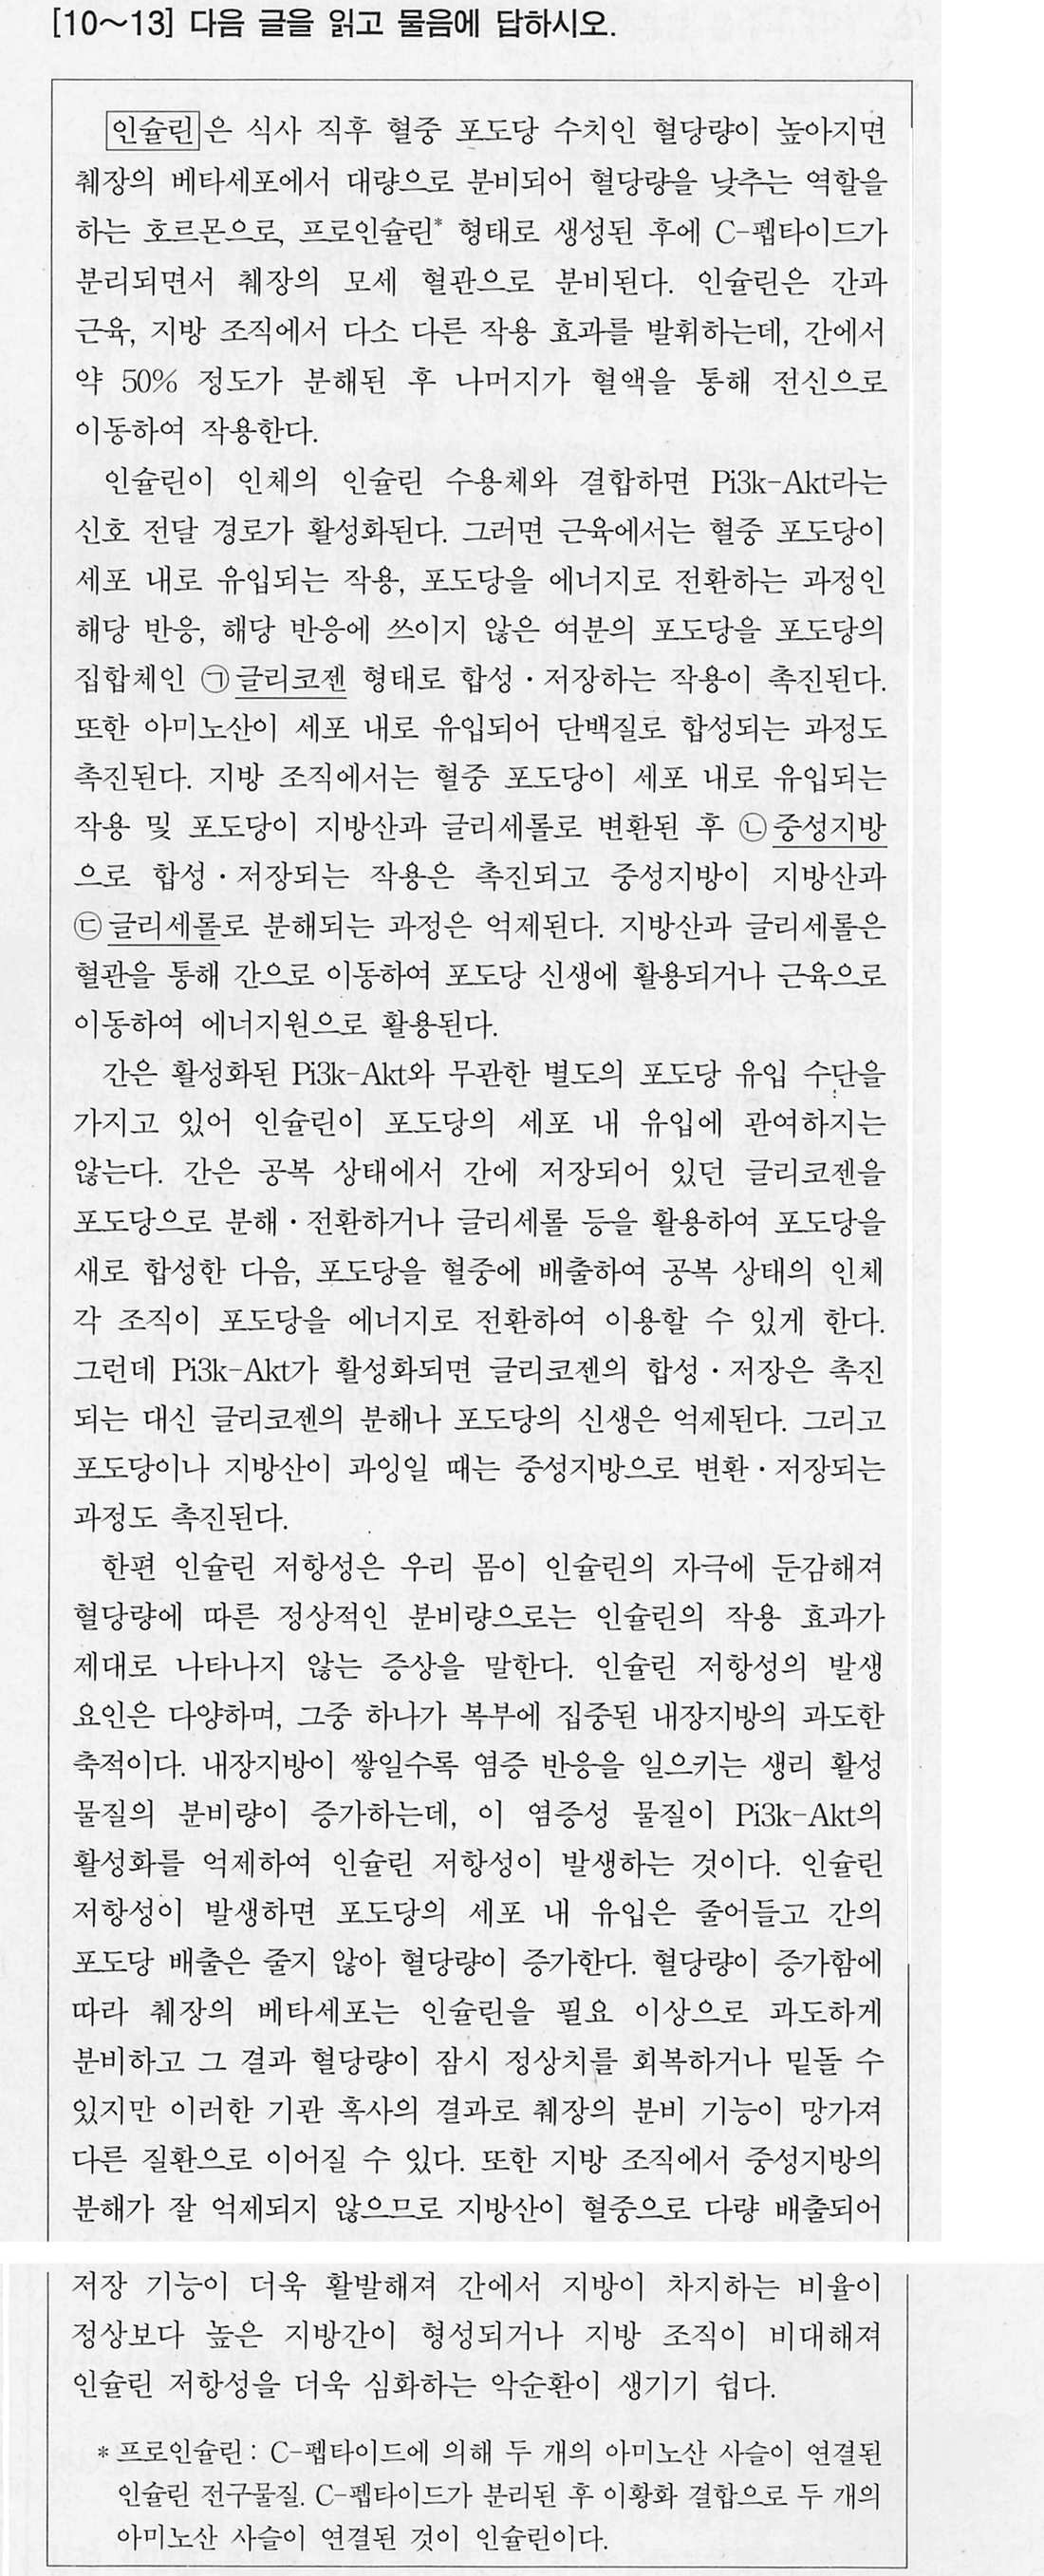 [10~13] 다음 글을 읽고 물음에 답하시오.
인슐린은 식사 직후 혈중 포도당 수치인 혈당량이 높아지면
췌장의 베타세포에서 대량으로 분비되어 혈당량을 낮추는 역할을
하는 호르몬으로, 프로인슐린* 형태로 생성된 후에 C-펩타이드가
분리되면서 췌장의 모세 혈관으로 분비된다. 인슐린은 간과
근육, 지방 조직에서 다소 다른 작용 효과를 발휘하는데, 간에서
약 50% 정도가 분해된 후 나머지가 혈액을 통해 전신으로
이동하여 작용한다.
인슐린이 인체의 인슐린 수용체와 결합하면 Pi3k-Akt라는
신호 전달 경로가 활성화된다. 그러면 근육에서는 혈중 포도당이
세포 내로 유입되는 작용, 포도당을 에너지로 전환하는 과정인
해당 반응, 해당 반응에 쓰이지 않은 여분의 포도당을 포도당의
집합체인 ㉠글리코젠 형태로 합성·저장하는 작용이 촉진된다.
또한 아미노산이 세포 내로 유입되어 단백질로 합성되는 과정도
촉진된다. 지방 조직에서는 혈중 포도당이 세포 내로 유입되는
작용 및 포도당이 지방산과 글리세롤로 변환된 후 ㉡중성지방
으로 합성·저장되는 작용은 촉진되고 중성지방이 지방산과
㉢글리세롤로 분해되는 과정은 억제된다. 지방산과 글리세롤은
혈관을 통해 간으로 이동하여 포도당 신생에 활용되거나 근육으로
이동하여 에너지원으로 활용된다.
간은 활성화된 Pi3k-Akt와 무관한 별도의 포도당 유입 수단을
가지고 있어 인슐린이 포도당의 세포 내 유입에 관여하지는
않는다. 간은 공복 상태에서 간에 저장되어 있던 글리코젠을
포도당으로 분해·전환하거나 글리세롤 등을 활용하여 포도당을
새로 합성한 다음, 포도당을 혈중에 배출하여 공복 상태의 인체
각 조직이 포도당을 에너지로 전환하여 이용할 수 있게 한다.
그런데 Pi3k-Akt가 활성화되면 글리코젠의 합성·저장은 촉진
되는 대신 글리코젠의 분해나 포도당의 신생은 억제된다. 그리고
포도당이나 지방산이 과잉일 때는 중성지방으로 변환·저장되는
과정도 촉진된다.
한편 인슐린 저항성은 우리 몸이 인슐린의 자극에 둔감해져
혈당량에 따른 정상적인 분비량으로는 인슐린의 작용 효과가
제대로 나타나지 않는 증상을 말한다. 인슐린 저항성의 발생
요인은 다양하며, 그중 하나가 복부에 집중된 내장지방의 과도한
축적이다. 내장지방이 쌓일수록 염증 반응을 일으키는 생리 활성
물질의 분비량이 증가하는데, 이 염증성 물질이 Pi3k-Akt의
활성화를 억제하여 인슐린 저항성이 발생하는 것이다. 인슐린
저항성이 발생하면 포도당의 세포 내 유입은 줄어들고 간의
포도당 배출은 줄지 않아 혈당량이 증가한다. 혈당량이 증가함에
따라 췌장의 베타세포는 인슐린을 필요 이상으로 과도하게
분비하고 그 결과 혈당량이 잠시 정상치를 회복하거나 밑돌 수
있지만 이러한 기관 혹사의 결과로 췌장의 분비 기능이 망가져
다른 질환으로 이어질 수 있다. 또한 지방 조직에서 중성지방의
분해가 잘 억제되지 않으므로 지방산이 혈중으로 다량 배출되어
저장 기능이 더욱 활발해져 간에서 지방이 차지하는 비율이
정상보다 높은 지방간이 형성되거나 지방 조직이 비대해져
인슐린 저항성을 더욱 심화하는 악순환이 생기기 쉽다.
* 프로인슐린 : C-펩타이드에 의해 두 개의 아미노산 사슬이 연결된
인슐린 전구물질. C-펩타이드가 분리된 후 이황화 결합으로 두 개의
아미노산 사슬이 연결된 것이 인슐린이다.